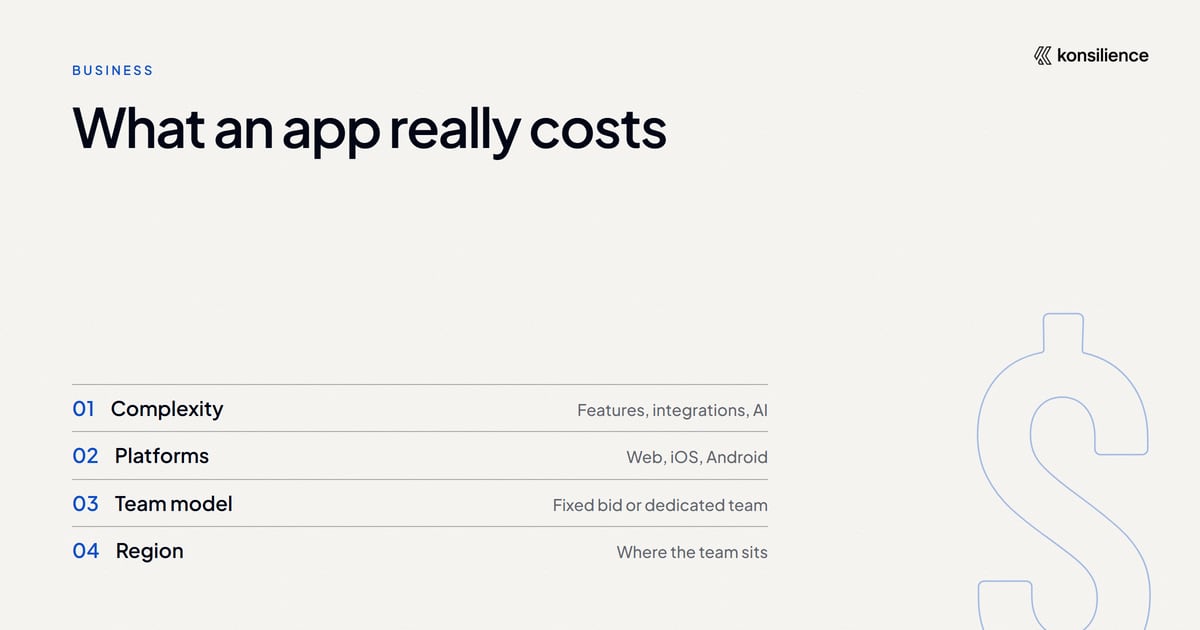 konsilience
BUSINESS
What an app really costs
01 Complexity Features, integrations, AI
02 Platforms Web, iOS, Android
03 Team model Fixed bid or dedicated team
04 Region Where the team sits
$